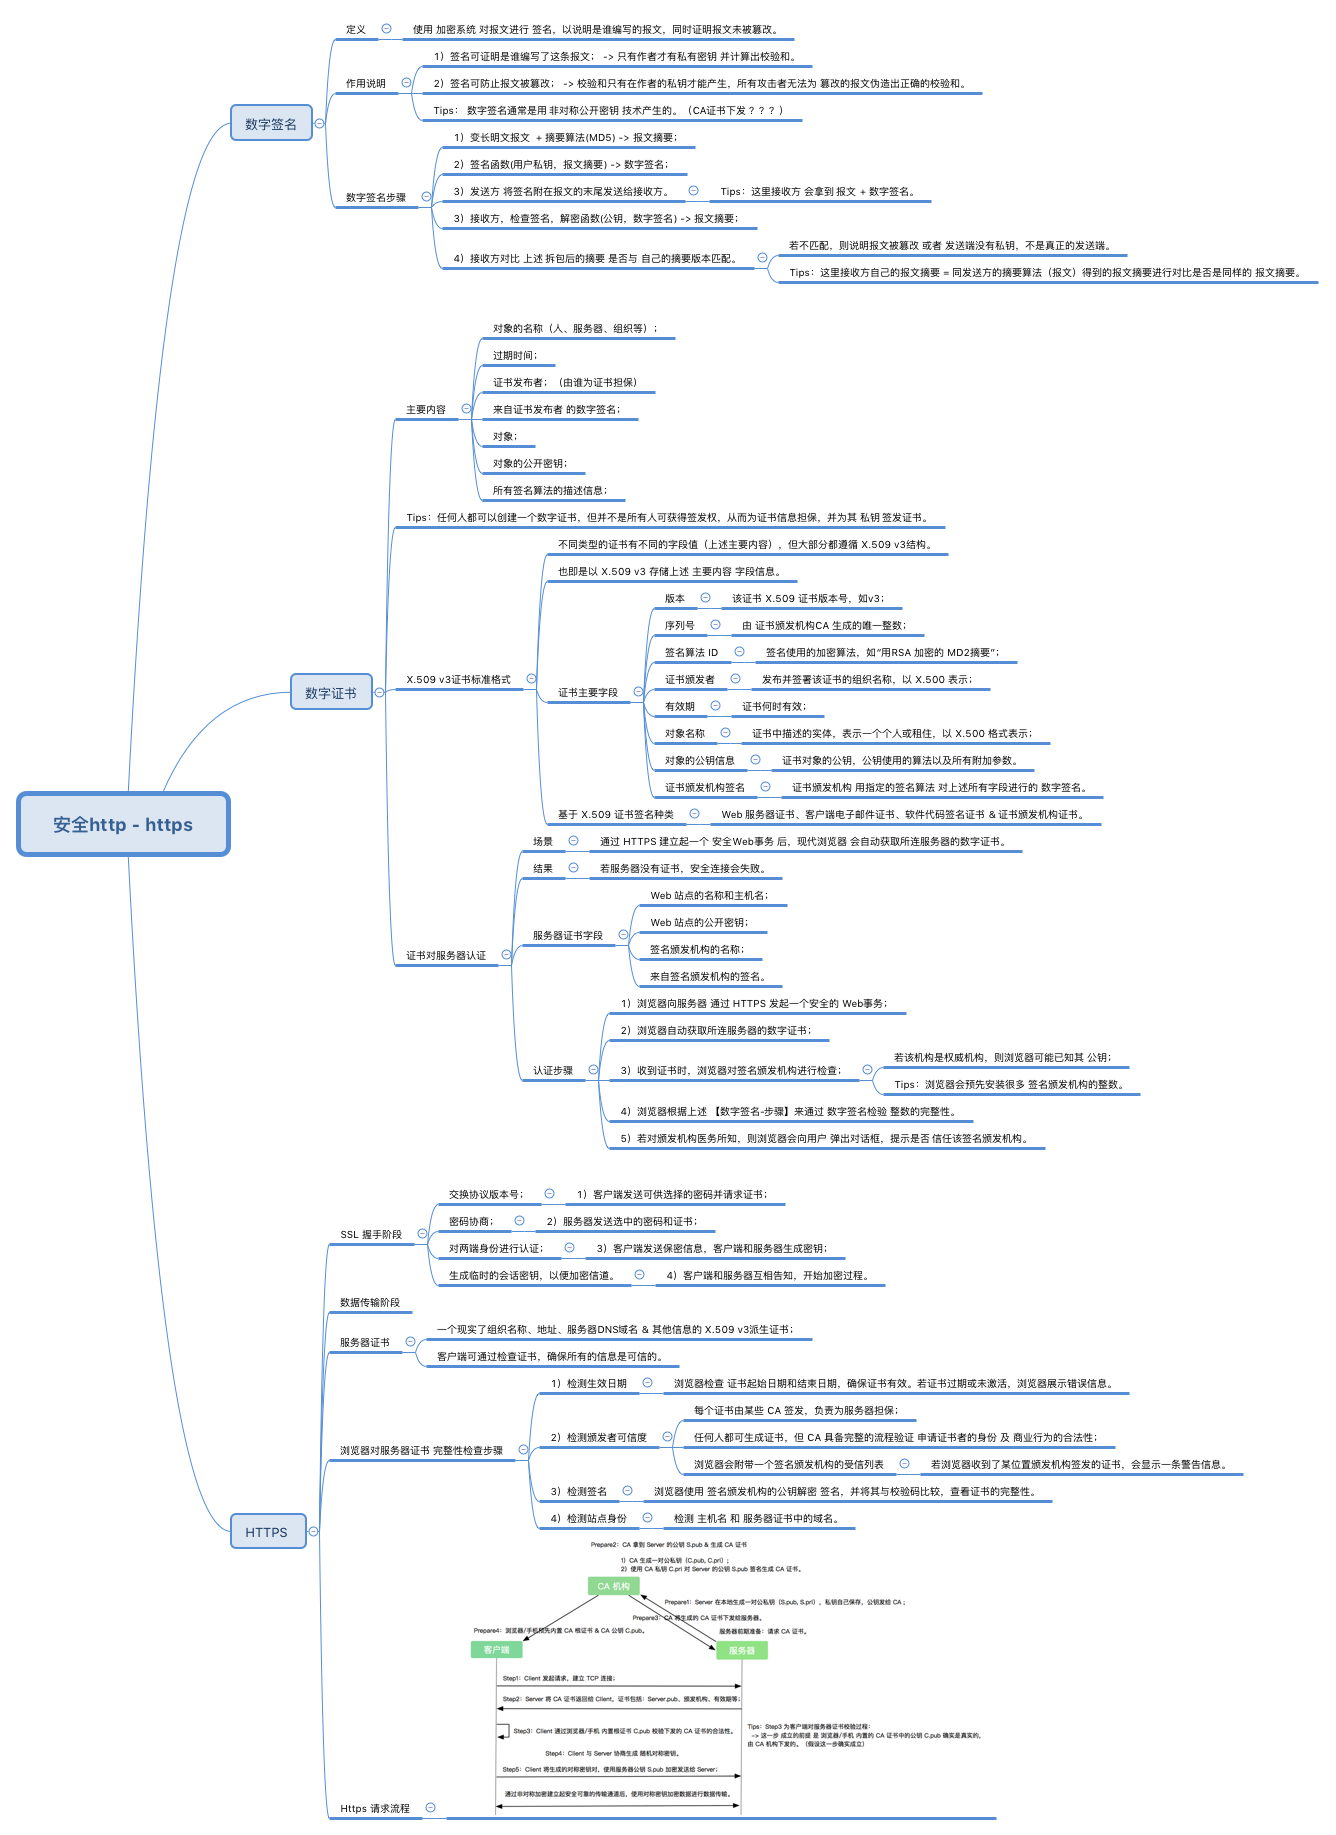 定义
使用 加密系统 对报文进行 签名，以说明是谁编写的报文，同时证明报文未被篡改。
1）签名可证明是谁编写了这条报文； -> 只有作者才有私有密钥 并计算出校验和。
作用说明
2）签名可防止报文被篡改； -> 校验和只有在作者的私钥才能产生，所有攻击者无法为 篡改的报文伪造出正确的校验和。
Tips： 数字签名通常是用 非对称公开密钥 技术产生的。（CA证书下发？？？）
数字签名
1）变长明文报文 + 摘要算法(MD5) -> 报文摘要；
2）签名函数(用户私钥，报文摘要) -> 数字签名；
数字签名步骤
3）发送方 将签名附在报文的末尾发送给接收方。
Tips：这里接收方 会拿到 报文 + 数字签名。
3）接收方，检查签名，解密函数(公钥，数字签名) -> 报文摘要；
4）接收方对比 上述 拆包后的摘要 是否与 自己的摘要版本匹配。
若不匹配，则说明报文被篡改 或者 发送端没有私钥，不是真正的发送端。
Tips：这里接收方自己的报文摘要 = 同发送方的摘要算法（报文）得到的报文摘要进行对比是否是同样的 报文摘要。
对象的名称（人、服务器、组织等）；
过期时间；
证书发布者；（由谁为证书担保）
主要内容
来自证书发布者 的数字签名；
对象；
对象的公开密钥；
所有签名算法的描述信息；
Tips：任何人都可以创建一个数字证书，但并不是所有人可获得签发权，从而为证书信息担保，并为其 私钥 签发证书。
不同类型的证书有不同的字段值（上述主要内容），但大部分都遵循 X.509 v3结构。
也即是以 X.509 v3 存储上述 主要内容 字段信息。
版本
该证书 X.509 证书版本号，如v3；
序列号
由 证书颁发机构CA 生成的唯一整数；
签名算法 ID
签名使用的加密算法，如“用RSA 加密的 MD2摘要”；
数字证书
X.509 v3证书标准格式
证书主要字段
证书颁发者
发布并签署该证书的组织名称，以 X.500 表示；
有效期
证书何时有效；
对象名称
证书中描述的实体，表示一个个人或租住，以 X.500 格式表示；
对象的公钥信息
证书对象的公钥，公钥使用的算法以及所有附加参数。
证书颁发机构签名
证书颁发机构 用指定的签名算法 对上述所有字段进行的 数字签名。
基于 X.509 证书签名种类
Web 服务器证书、客户端电子邮件证书、软件代码签名证书 & 证书颁发机构证书。
安全http - https
场景
通过 HTTPS 建立起一个 安全Web事务 后，现代浏览器 会自动获取所连服务器的数字证书。
结果
若服务器没有证书，安全连接会失败。
Web 站点的名称和主机名；
Web 站点的公开密钥；
服务器证书字段
签名颁发机构的名称；
证书对服务器认证
来自签名颁发机构的签名。
1）浏览器向服务器 通过 HTTPS 发起一个安全的 Web事务；
2）浏览器自动获取所连服务器的数字证书；
认证步骤
3）收到证书时，浏览器对签名颁发机构进行检查；
若该机构是权威机构，则浏览器可能已知其 公钥；
Tips：浏览器会预先安装很多 签名颁发机构的整数。
4）浏览器根据上述 【数字签名-步骤】来通过 数字签名检验 整数的完整性。
5）若对颁发机构医务所知，则浏览器会向用户 弹出对话框，提示是否 信任该签名颁发机构。
交换协议版本号；
1）客户端发送可供选择的密码并请求证书；
密码协商；
2）服务器发送选中的密码和证书；
SSL 握手阶段
对两端身份进行认证；
3）客户端发送保密信息，客户端和服务器生成密钥；
生成临时的会话密钥，以便加密信道。
4）客户端和服务器互相告知，开始加密过程。
数据传输阶段
服务器证书
一个现实了组织名称、地址、服务器DNS域名 & 其他信息的 X.509 v3派生证书；
客户端可通过检查证书，确保所有的信息是可信的。
1）检测生效日期
浏览器检查 证书起始日期和结束日期，确保证书有效。若证书过期或未激活，浏览器展示错误信息。
浏览器对服务器证书 完整性检查步骤
2）检测颁发者可信度
每个证书由某些 CA 签发，负责为服务器担保；
任何人都可生成证书，但 CA 具备完整的流程验证 申请证书者的身份 及 商业行为的合法性；
浏览器会附带一个签名颁发机构的受信列表
若浏览器收到了某位置颁发机构签发的证书，会显示一条警告信息。
3）检测签名
浏览器使用 签名颁发机构的公钥解密 签名，并将其与校验码比较，查看证书的完整性。
4）检测站点身份
检测 主机名 和 服务器证书中的域名。
HTTPS
Prepare2：CA 拿到 Server 的公钥 S.pub & 生成 CA 证书
1）CA 生成一对公私钥（C.pub, C.pri）；
2）使用 CA 私钥 C.pri 对 Server 的公钥 S.pub 签名生成 CA 证书。
CA 机构
Prepare1：Server 在本地生成一对公私钥（S.pub, S.pri），私钥自己保存，公钥发给 CA；
Prepare3：CA 将生成的 CA 证书下发给服务器。
Prepare4：浏览器/手机预先内置 CA 根证书 & CA 公钥 C.pub。
服务器前期准备：请求 CA 证书。
客户端
服务器
Step1：Client 发起请求，建立 TCP 连接；
Step2：Server 将 CA 证书返回给 Client，证书包括：Server.pub、颁发机构、有效期等；
Step3：Client 通过浏览器/手机 内置根证书 C.pub 校验下发的 CA 证书的合法性。
Tips：Step3 为客户端对服务器证书校验过程：
-> 这一步 成立的前提 是 浏览器/手机 内置的 CA 证书中的公钥 C.pub 确实是真实的，
由 CA 机构下发的。（假设这一步确实成立）
Step4：Client 与 Server 协商生成 随机对称密钥。
Step5：Client 将生成的对称密钥对，使用服务器公钥 S.pub 加密发送给 Server；
通过非对称加密建立起安全可靠的传输通道后，使用对称密钥加密数据进行数据传输。
Https 请求流程